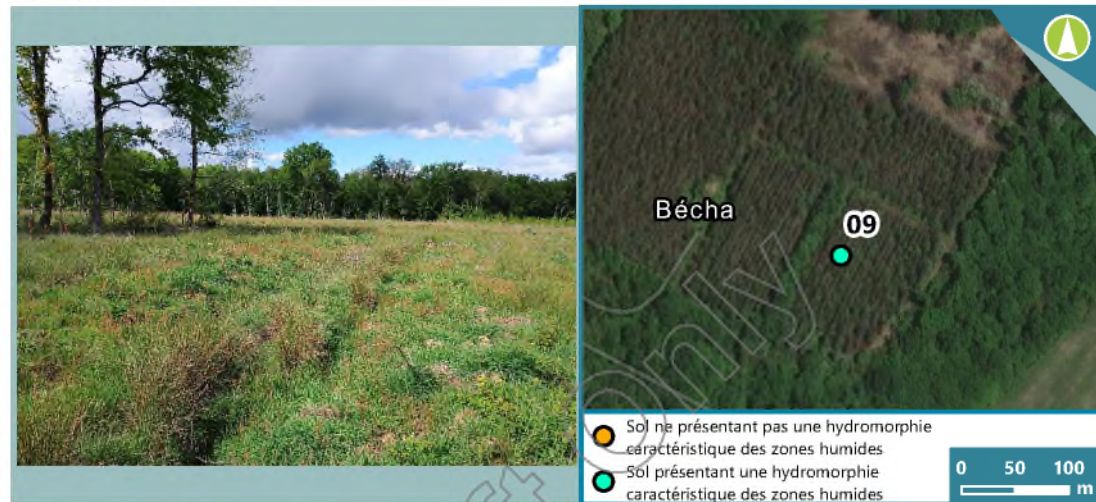 Bécha
09
Sol ne présentant pas une hydromorphie
caractéristique des zones humides
Sol présentant une hydromorphie
caractéristique des zones humides
0 50 100
m
Only